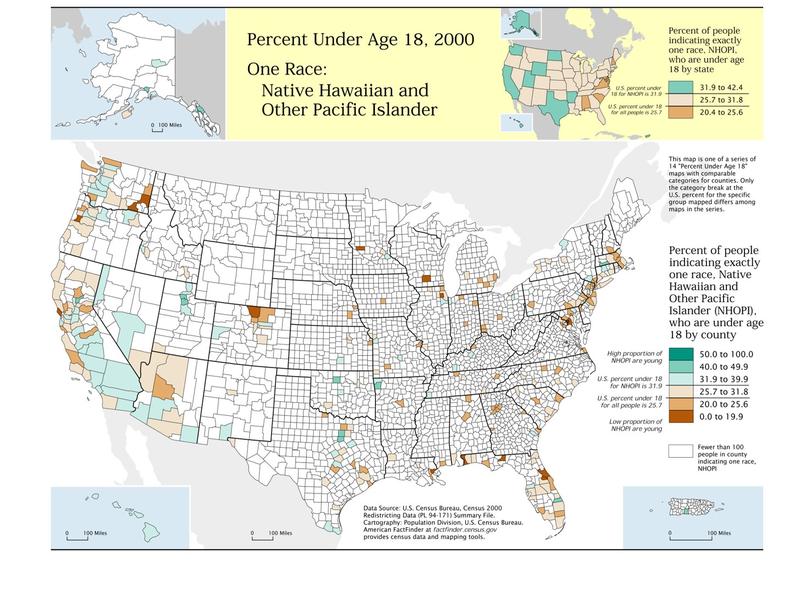 Percent Under Age 18, 2000
One Race:
Native Hawaiian and
Other Pacific Islander
0 100 Miles
Percent of people
indicating exactly
one race, NHOPI,
who are under age
18 by state
U.S. percent under
18 for NHOPI is 31.9
U.S. percent under 18
for all people is 25.7
31.9 to 42.4
25.7 to 31.8
20.4 to 25.6
This map is one of a series of
14 "Percent Under Age 18"
maps with comparable
categories for counties. Only
the category break at the
U.S. percent for the specific
group mapped differs among
maps in the series.
Percent of people
indicating exactly
one race, Native
Hawaiian and
Other Pacific
Islander (NHOPI),
who are under age
18 by county
High proportion of
NHOPI are young
U.S. percent under 18
for NHOPI is 31.9
U.S. percent under 18
for all people is 25.7
Low proportion of
NHOPI are young
50.0 to 100.0
40.0 to 49.9
31.9 to 39.9
25.7 to 31.8
20.0 to 25.6
0.0 to 19.9
Fewer than 100
people in county
indicating one race,
NHOPI
Data Source: U.S. Census Bureau, Census 2000
Redistricting Data (PL 94-171) Summary File.
Cartography: Population Division, U.S. Census Bureau.
American FactFinder at factfinder.census.gov
provides census data and mapping tools.
0 100 Miles
0 100 Miles
0 100 Miles